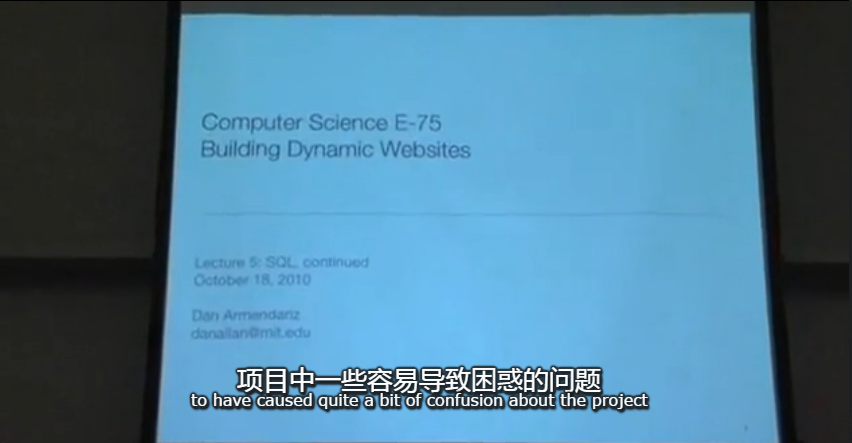 Computer Science E-75
Building Dynamic Websites
Lecture 5: SQL, continued
October 18, 2010
Dan Armendariz
danallan@mit.edu
项目中一些容易导致困惑的问题
to have caused quite a bit of confusion about the project